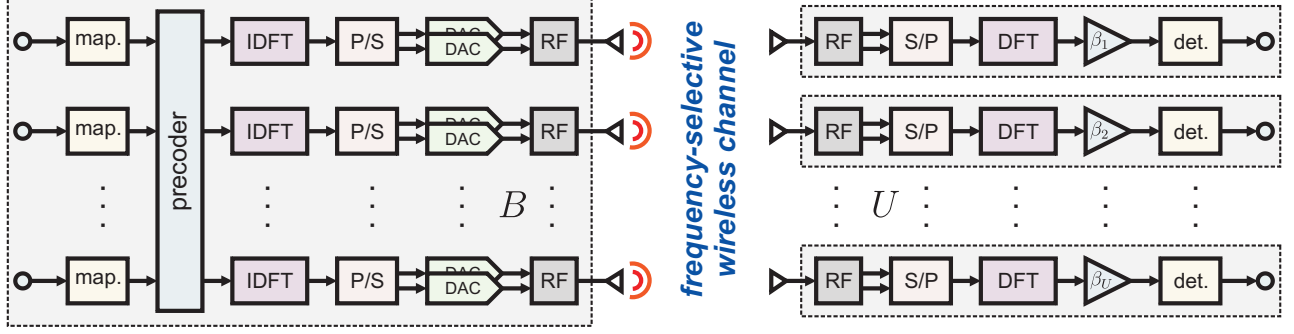 map. IDFT P/S DAC DAC RF RF S/P DFT β₁ det.
map. IDFT P/S DAC DAC RF RF S/P DFT β₂ det.
precoder
B
frequency-selective
wireless channel
U
map. IDFT P/S DAC DAC RF RF S/P DFT β_U det.